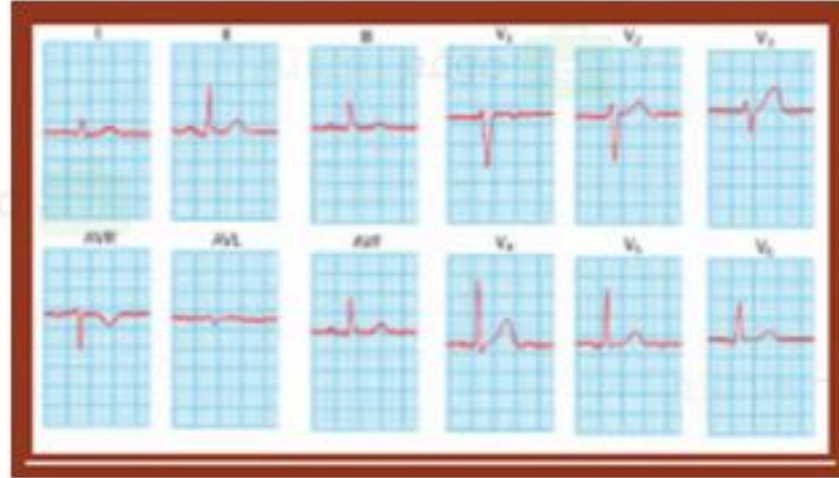 I II III V₁ V₂ V₃
AVR AVL AVF V₄ V₅ V₆